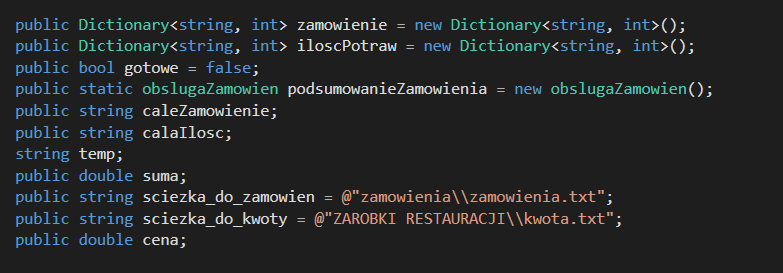 public Dictionary<string, int> zamowienie = new Dictionary<string, int>();
public Dictionary<string, int> iloscPotraw = new Dictionary<string, int>();
public bool gotowe = false;
public static obslugaZamowien podsumowanieZamowienia = new obslugaZamowien();
public string caleZamowienie;
public string calaIlosc;
string temp;
public double suma;
public string sciezka_do_zamowien = @"zamowienia\\zamowienia.txt";
public string sciezka_do_kwoty = @"ZAROBKI RESTAURACJI\\kwota.txt";
public double cena;